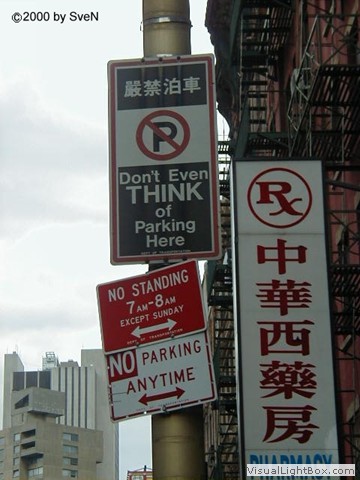 ©2000 by SveN
嚴禁泊車
P
Don't Even
THINK
of
Parking
Here
NO STANDING
7AM-8AM
EXCEPT SUNDAY
NO PARKING
ANYTIME
Rx
中
華
西
藥
房
PHARMACY
VisualLightBox.com